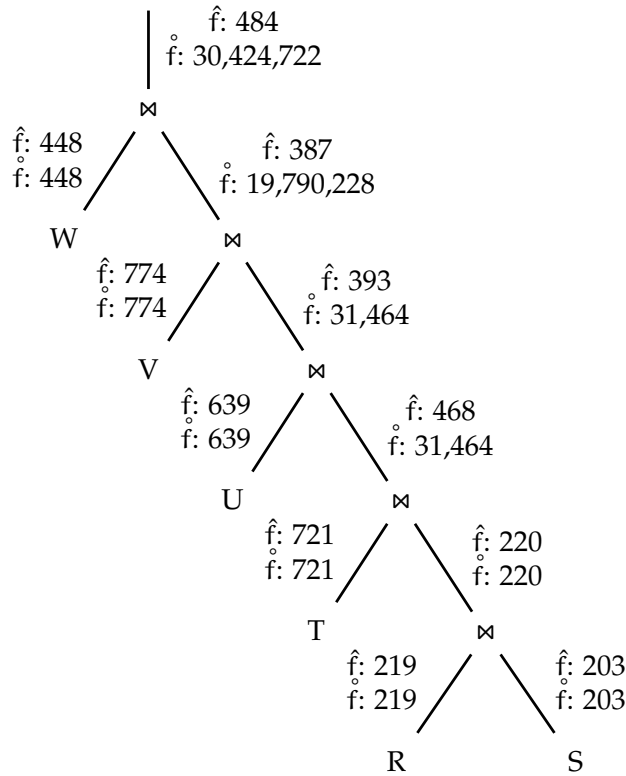 f̂: 484
f̊: 30,424,722
⋈
f̂: 448
f̊: 448
f̂: 387
f̊: 19,790,228
W
⋈
f̂: 774
f̊: 774
f̂: 393
f̊: 31,464
V
⋈
f̂: 639
f̊: 639
f̂: 468
f̊: 31,464
U
⋈
f̂: 721
f̊: 721
f̂: 220
f̊: 220
T
⋈
f̂: 219
f̊: 219
f̂: 203
f̊: 203
R
S